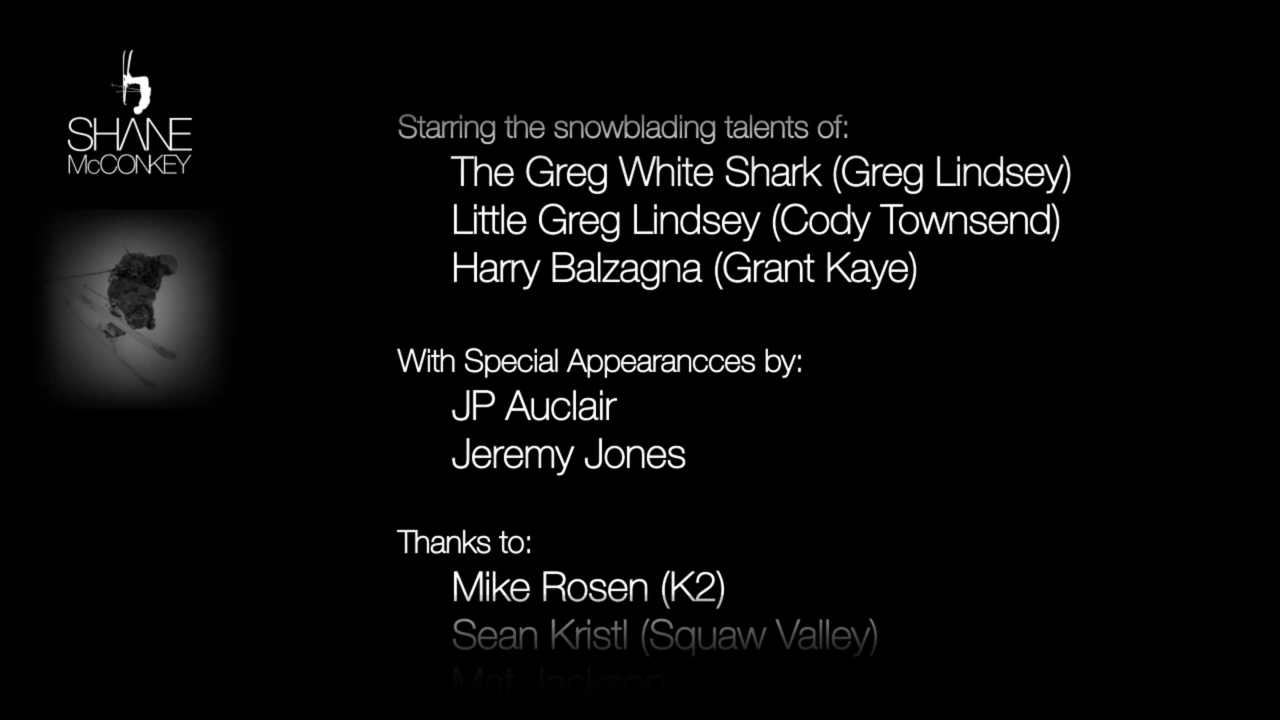 SHANE
McCONKEY
Starring the snowblading talents of:
The Greg White Shark (Greg Lindsey)
Little Greg Lindsey (Cody Townsend)
Harry Balzagna (Grant Kaye)
With Special Appearancces by:
JP Auclair
Jeremy Jones
Thanks to:
Mike Rosen (K2)
Sean Kristl (Squaw Valley)
Mat Jackson